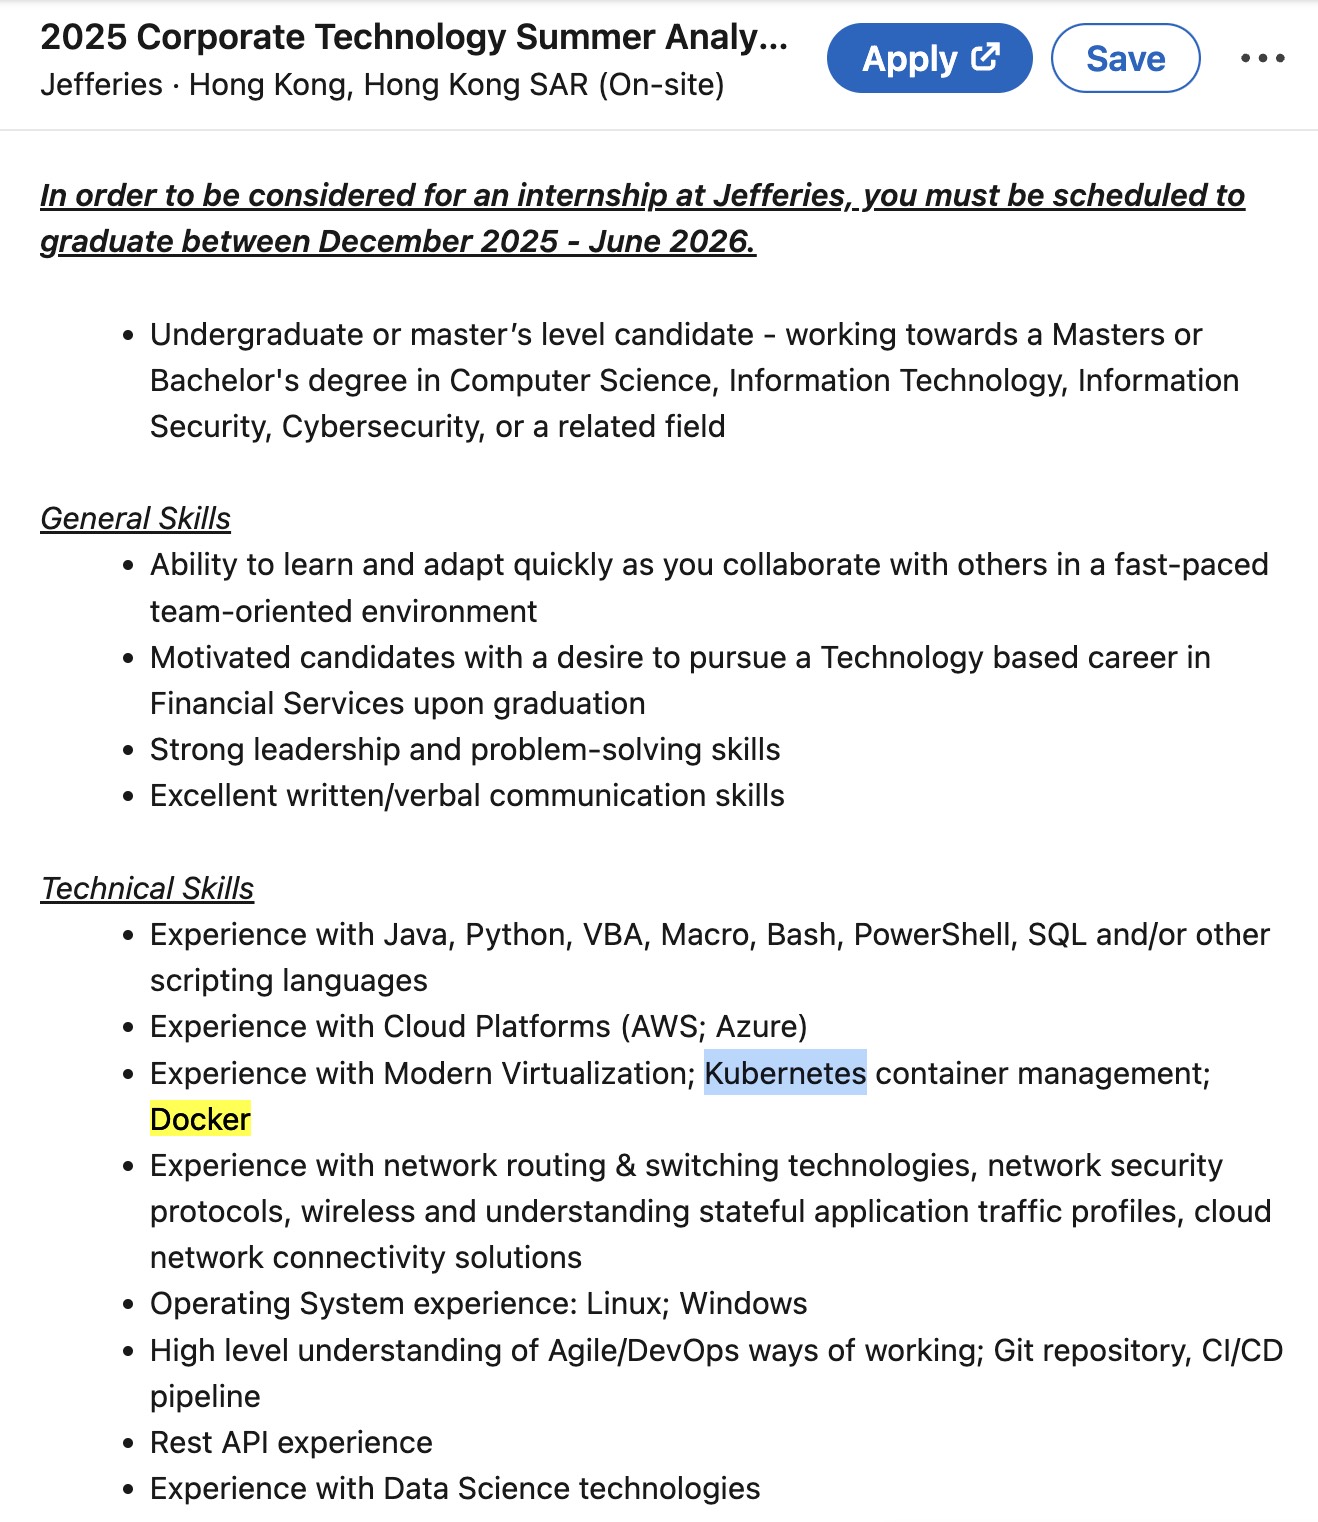 2025 Corporate Technology Summer Analy...
Jefferies · Hong Kong, Hong Kong SAR (On-site)
Apply
Save
In order to be considered for an internship at Jefferies, you must be scheduled to
graduate between December 2025 - June 2026.
• Undergraduate or master’s level candidate - working towards a Masters or
Bachelor's degree in Computer Science, Information Technology, Information
Security, Cybersecurity, or a related field
General Skills
• Ability to learn and adapt quickly as you collaborate with others in a fast-paced
team-oriented environment
• Motivated candidates with a desire to pursue a Technology based career in
Financial Services upon graduation
• Strong leadership and problem-solving skills
• Excellent written/verbal communication skills
Technical Skills
• Experience with Java, Python, VBA, Macro, Bash, PowerShell, SQL and/or other
scripting languages
• Experience with Cloud Platforms (AWS; Azure)
• Experience with Modern Virtualization; Kubernetes container management;
Docker
• Experience with network routing & switching technologies, network security
protocols, wireless and understanding stateful application traffic profiles, cloud
network connectivity solutions
• Operating System experience: Linux; Windows
• High level understanding of Agile/DevOps ways of working; Git repository, CI/CD
pipeline
• Rest API experience
• Experience with Data Science technologies